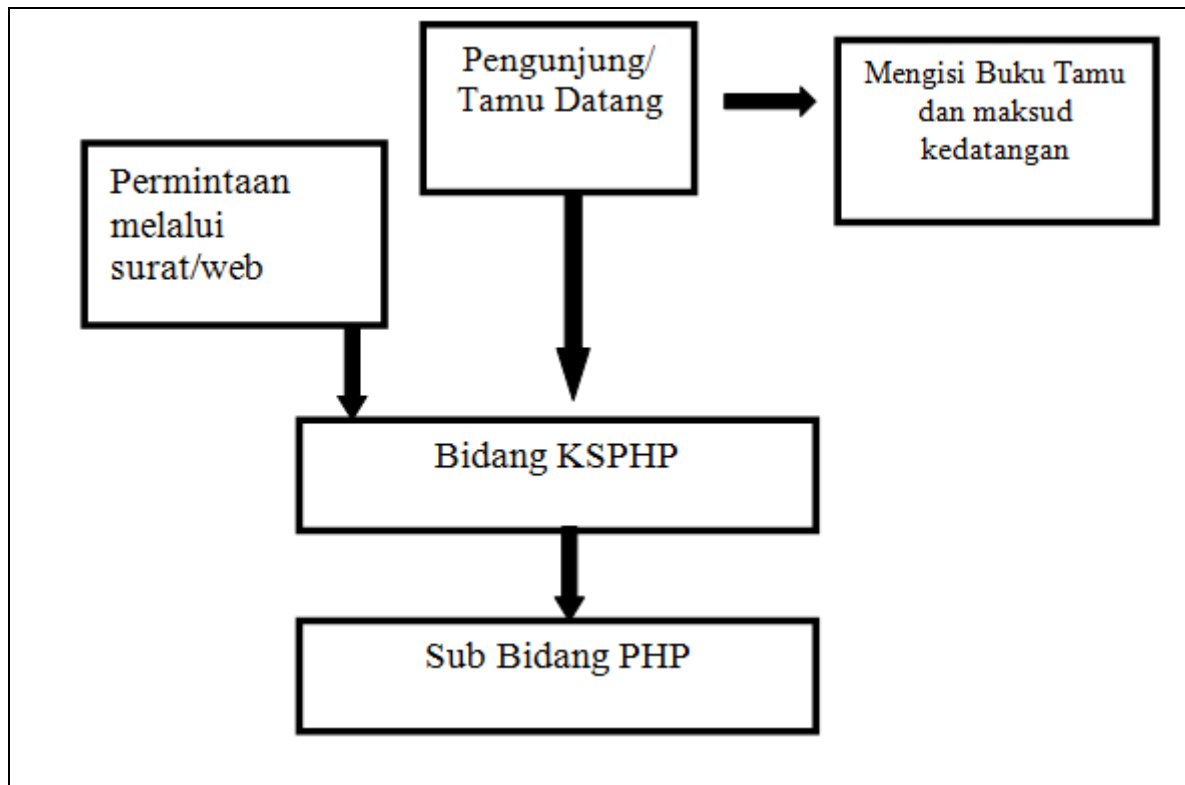 Pengunjung/
Tamu Datang
Mengisi Buku Tamu
dan maksud
kedatangan
Permintaan
melalui
surat/web
Bidang KSPHP
Sub Bidang PHP